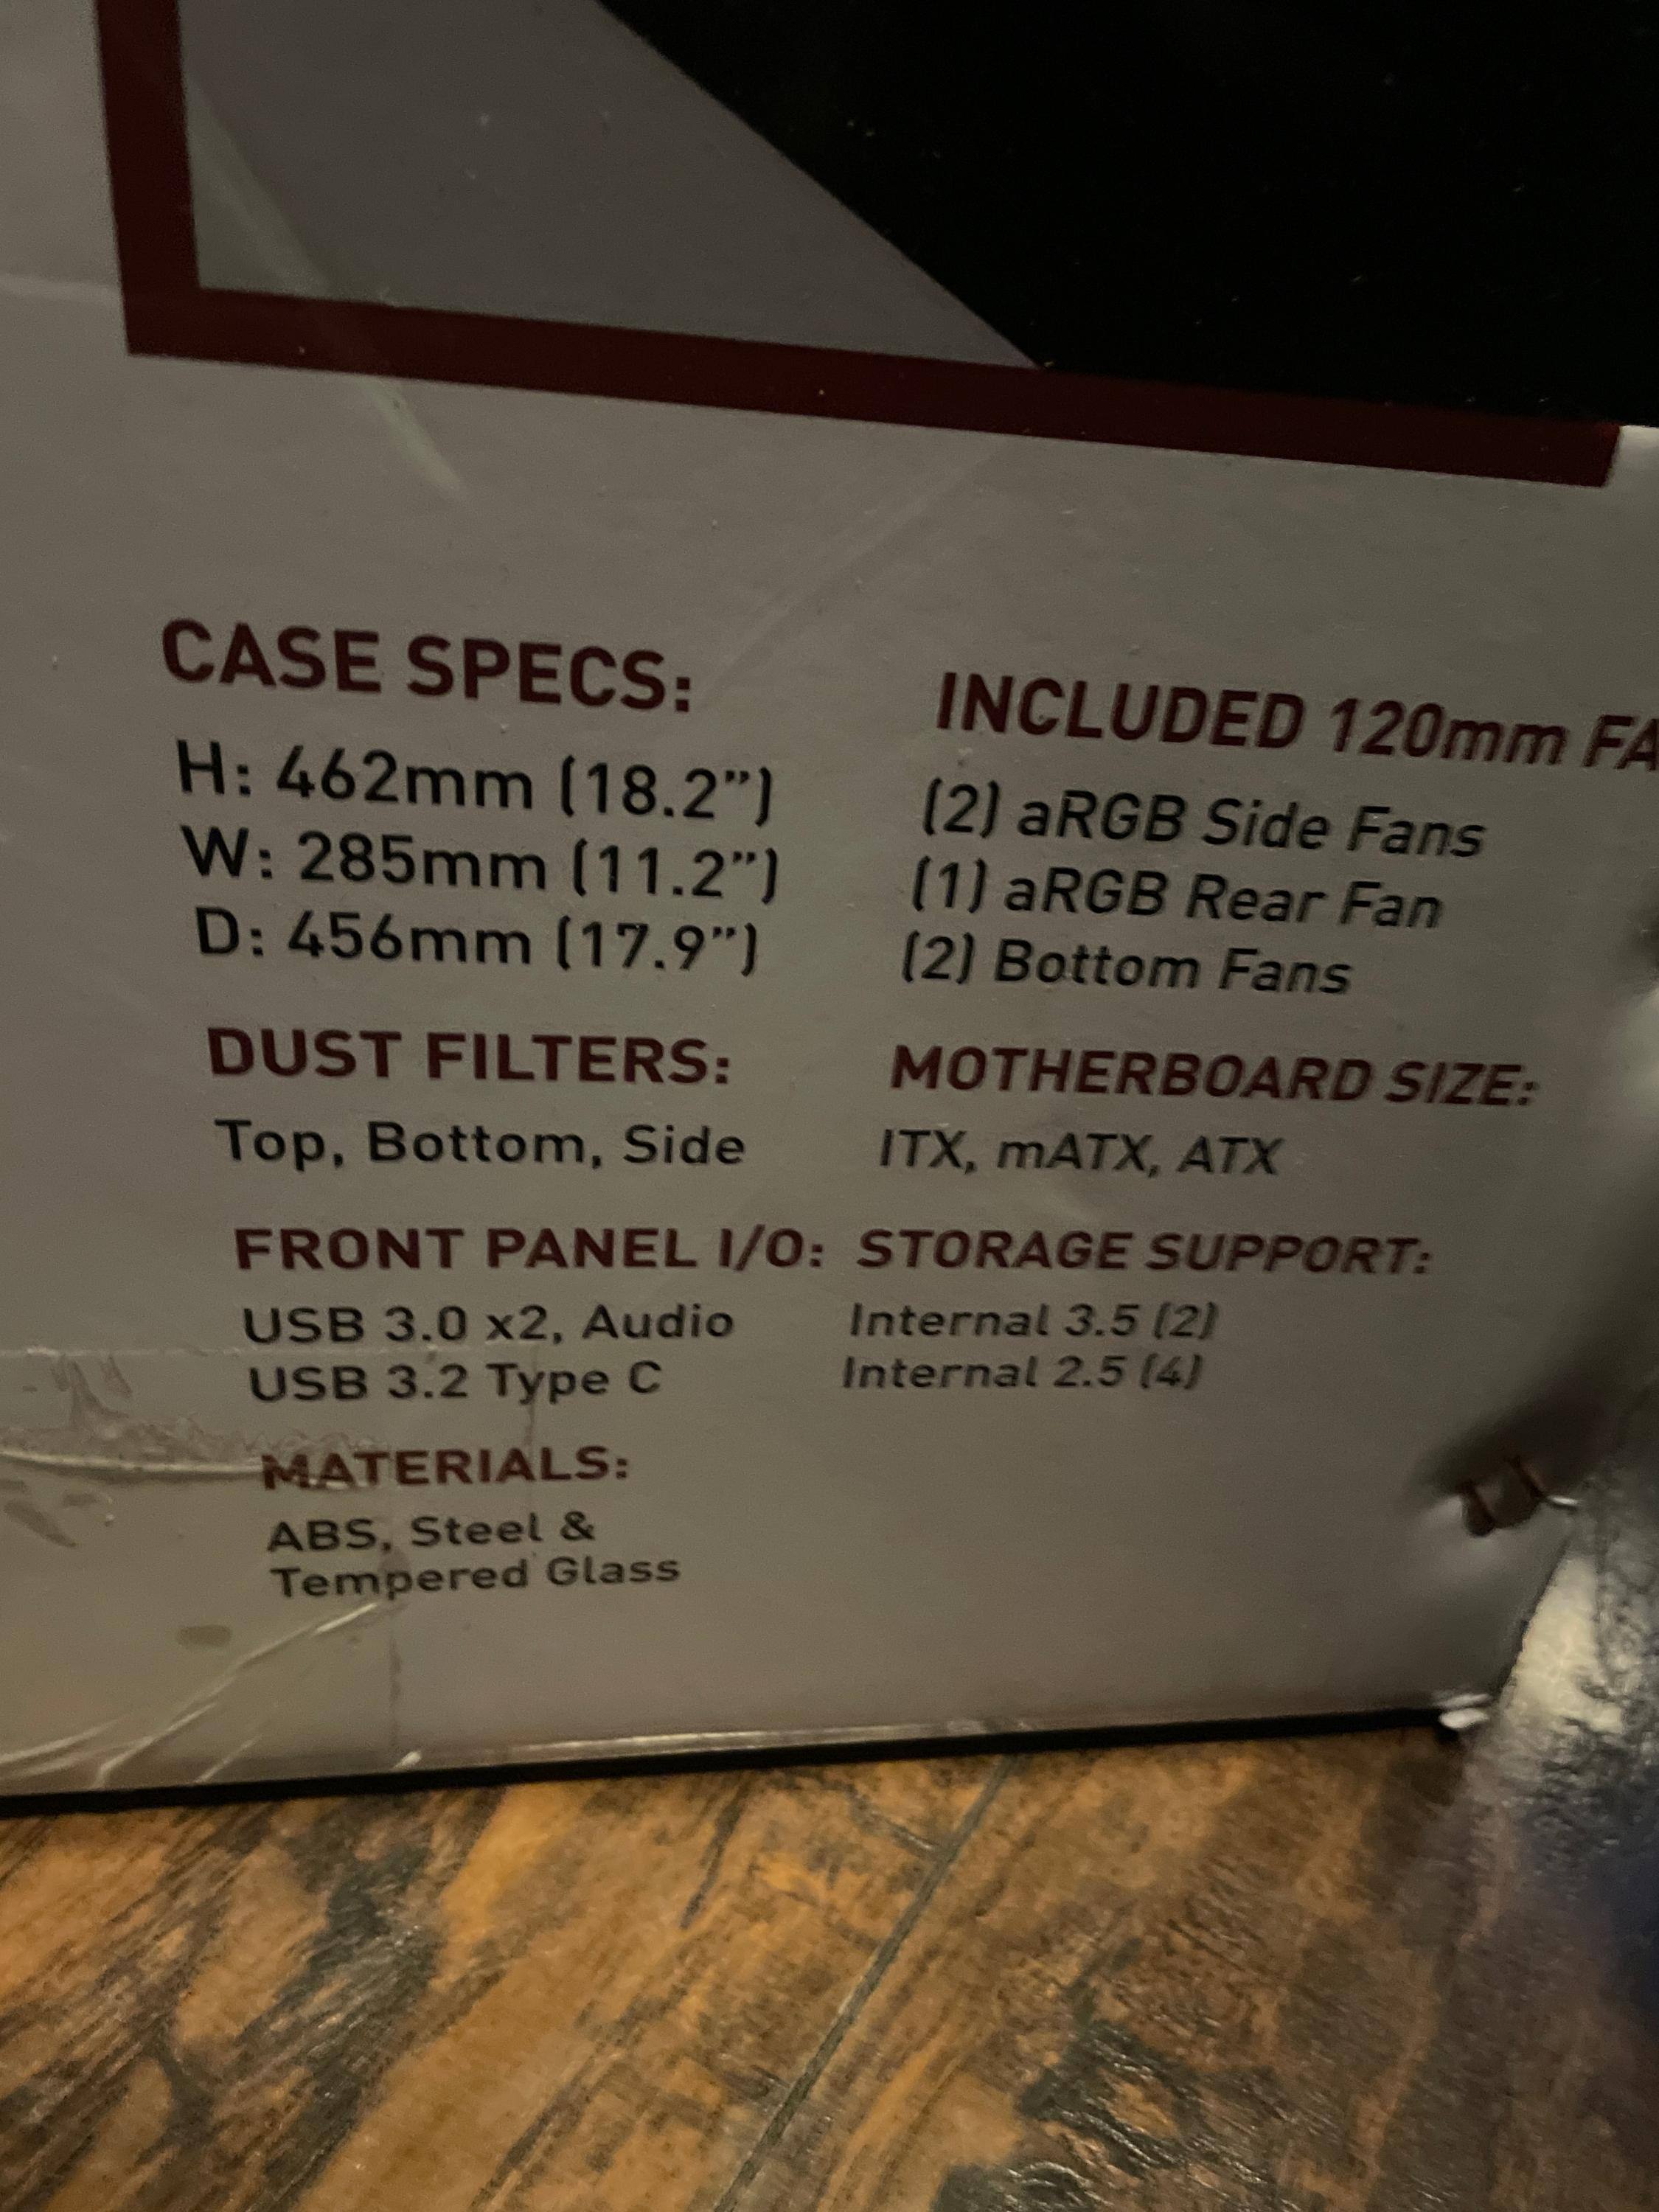 CASE SPECS:
H: 462mm (18.2")
W: 285mm (11.2")
D: 456mm (17.9")
DUST FILTERS:
Top, Bottom, Side
FRONT PANEL I/O:
USB 3.0 x2, Audio
USB 3.2 Type C
MATERIALS:
ABS, Steel &
Tempered Glass
INCLUDED 120mm FA
(2) aRGB Side Fans
(1) aRGB Rear Fan
(2) Bottom Fans
MOTHERBOARD SIZE:
ITX, mATX, ATX
STORAGE SUPPORT:
Internal 3.5 (2)
Internal 2.5 (4)